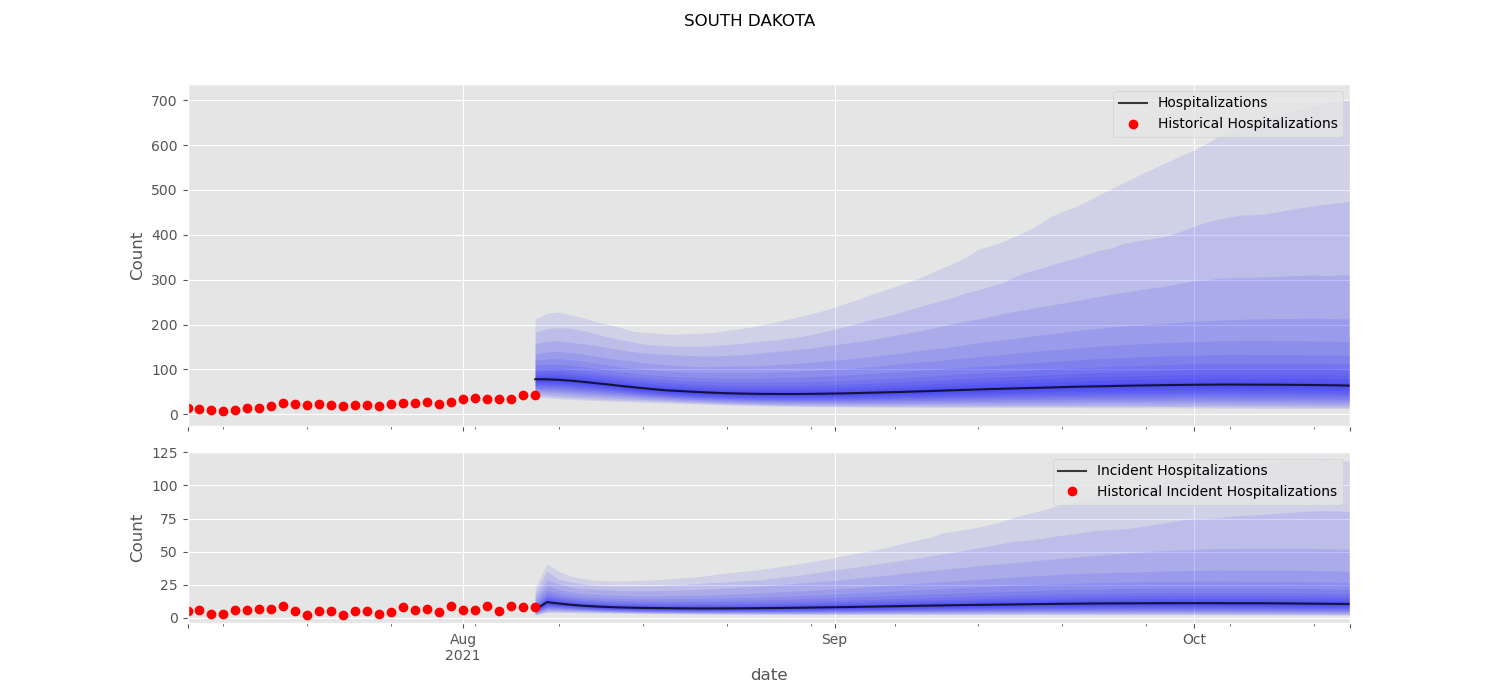 SOUTH DAKOTA
700
600
500
400
300
200
100
0
Count
Hospitalizations
Historical Hospitalizations
125
100
75
50
25
0
Count
Incident Hospitalizations
Historical Incident Hospitalizations
Aug
2021
Sep
Oct
date